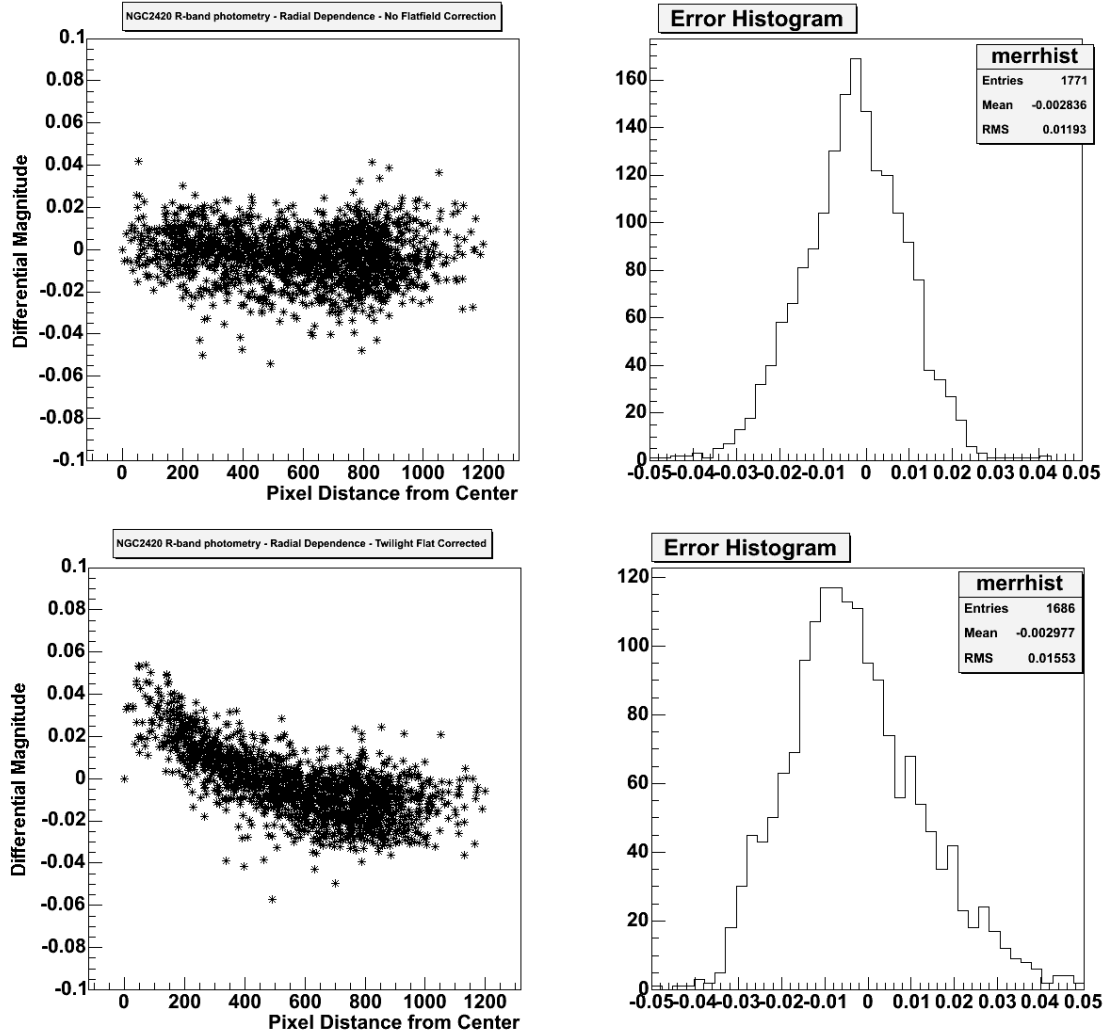 NGC2420 R-band photometry - Radial Dependence - No Flatfield Correction
0.1
0.08
0.06
0.04
0.02
0
-0.02
-0.04
-0.06
-0.08
-0.1
Differential Magnitude
0 200 400 600 800 1000 1200
Pixel Distance from Center
Error Histogram
merrhist
Entries 1771
Mean -0.002836
RMS 0.01193
160
140
120
100
80
60
40
20
0
-0.05 -0.04 -0.03 -0.02 -0.01 0 0.01 0.02 0.03 0.04 0.05
NGC2420 R-band photometry - Radial Dependence - Twilight Flat Corrected
0.1
0.08
0.06
0.04
0.02
0
-0.02
-0.04
-0.06
-0.08
-0.1
Differential Magnitude
0 200 400 600 800 1000 1200
Pixel Distance from Center
Error Histogram
merrhist
Entries 1686
Mean -0.002977
RMS 0.01553
120
100
80
60
40
20
0
-0.05 -0.04 -0.03 -0.02 -0.01 0 0.01 0.02 0.03 0.04 0.05